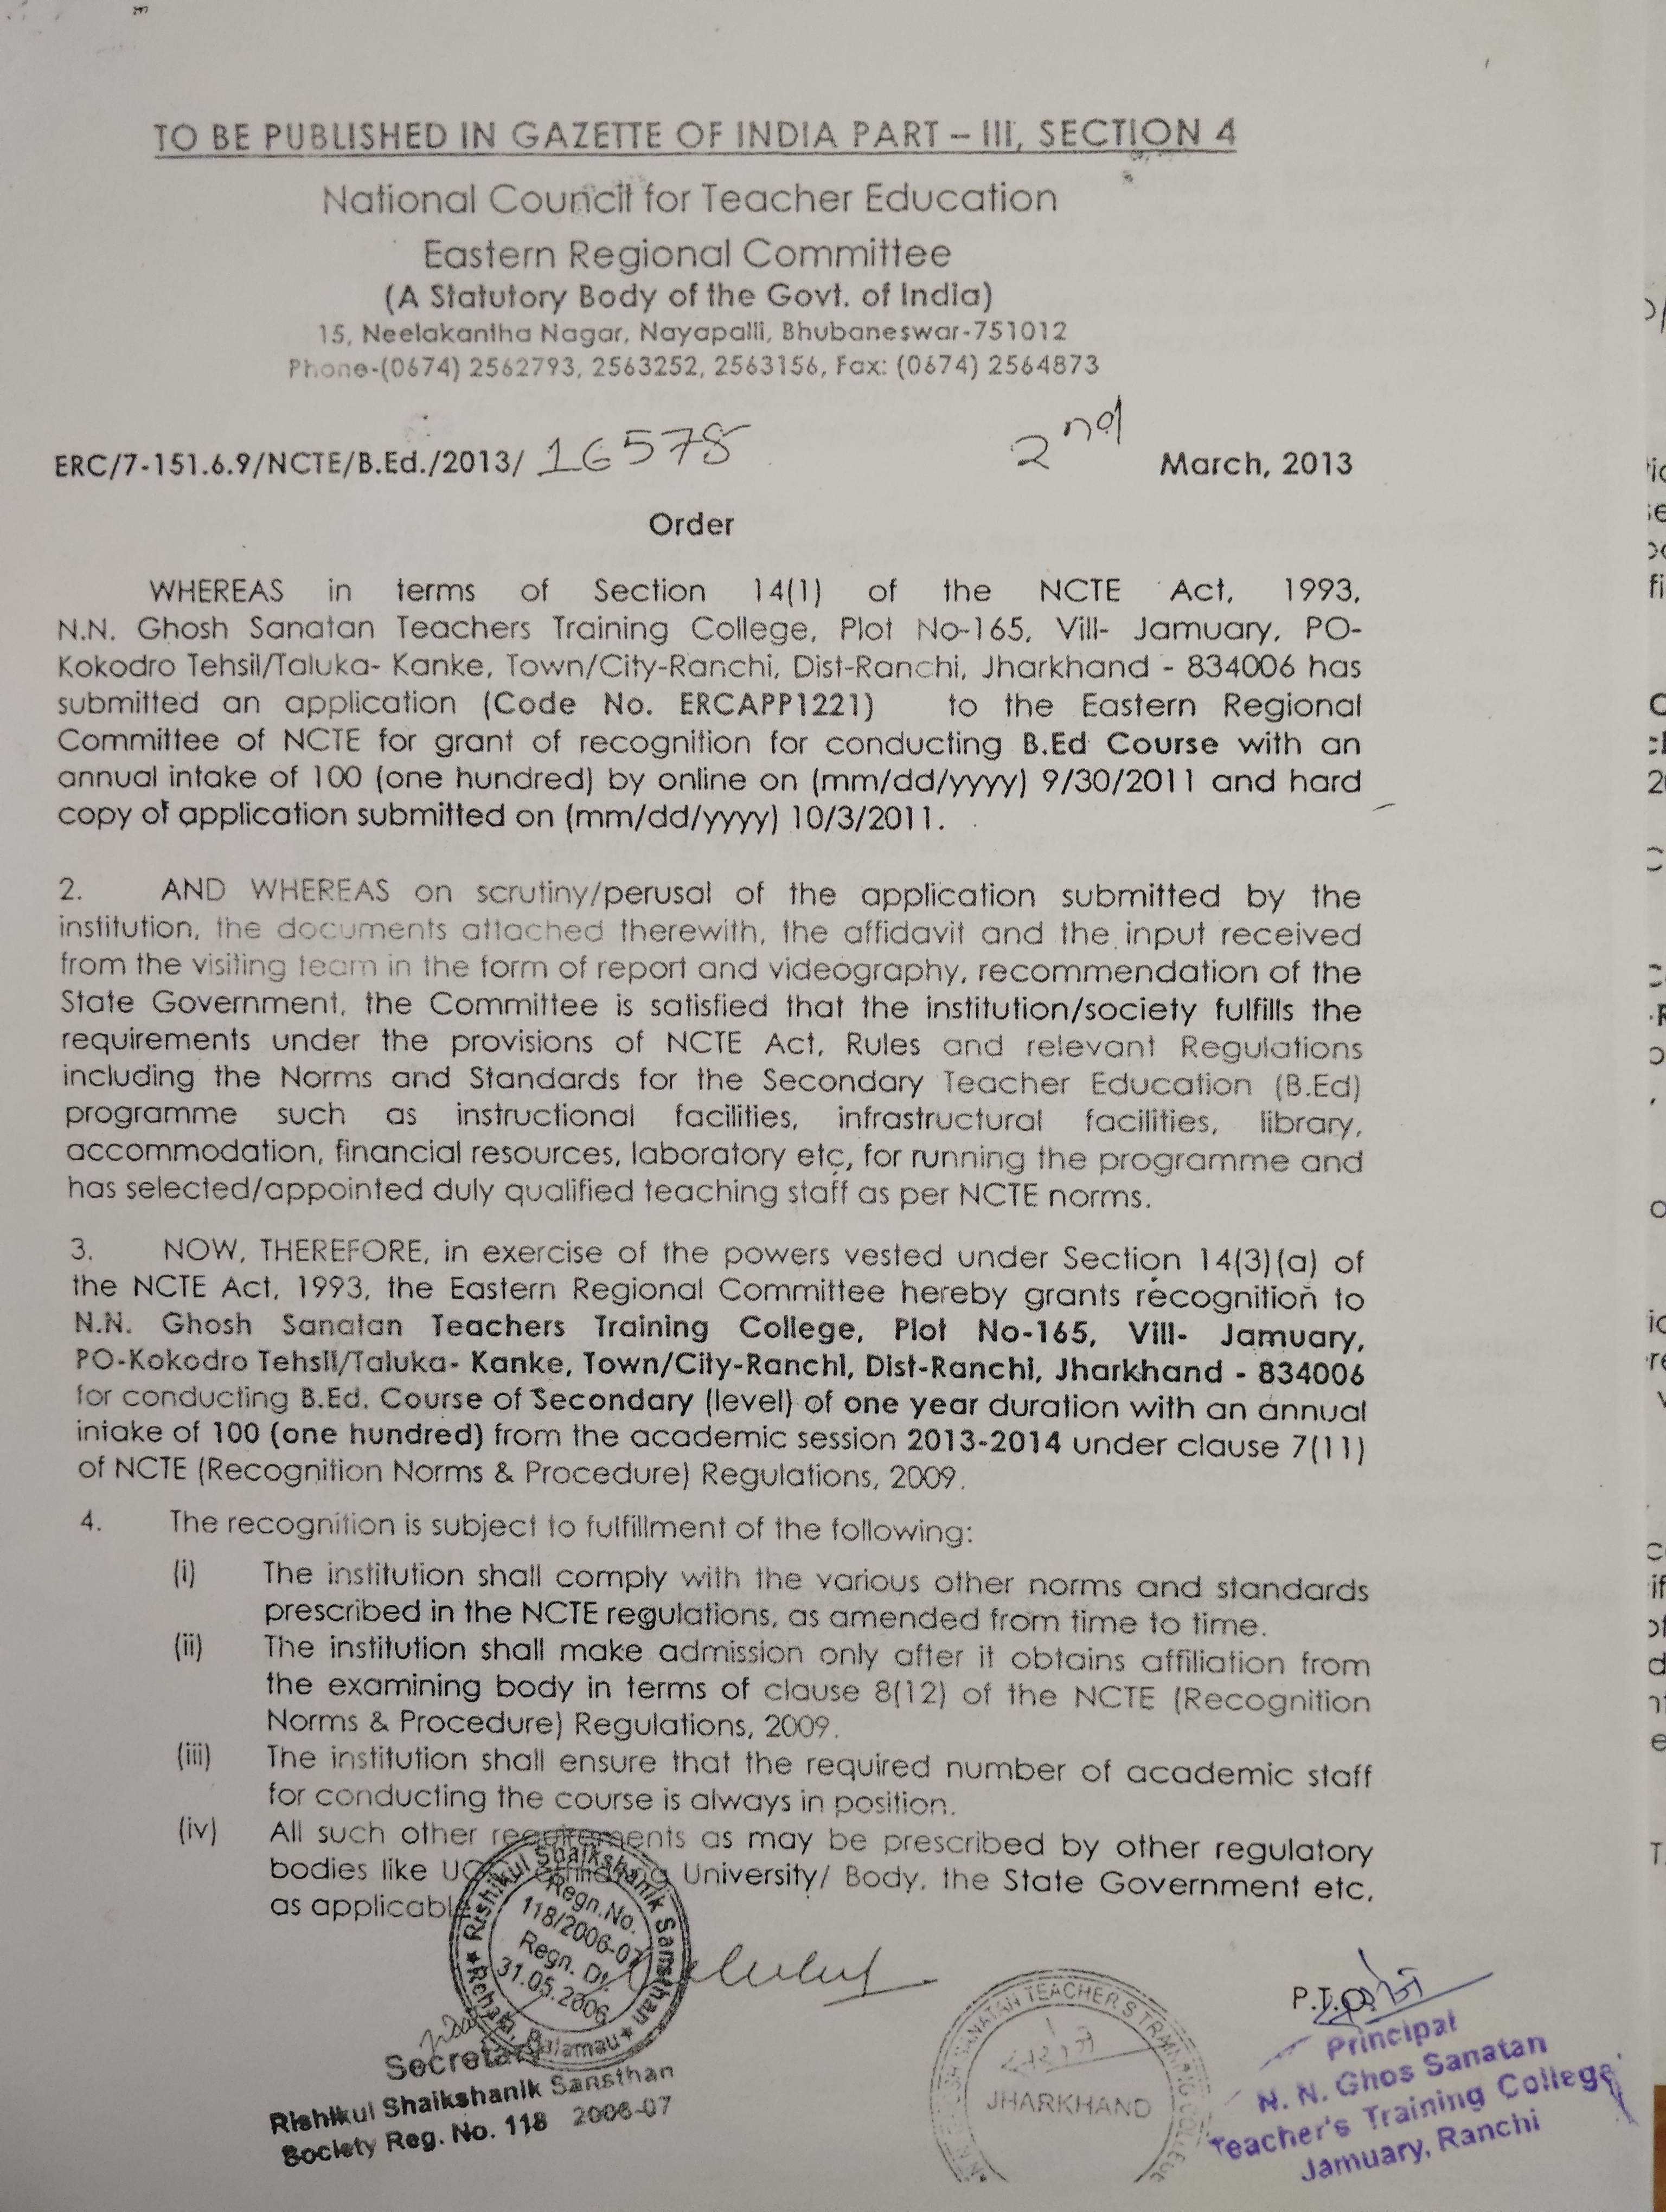 TO BE PUBLISHED IN GAZETTE OF INDIA PART – III, SECTION 4
National Council for Teacher Education
Eastern Regional Committee
(A Statutory Body of the Govt. of India)
15, Neelakantha Nagar, Nayapalli, Bhubaneswar-751012
Phone-(0674) 2562793, 2563252, 2563156, Fax: (0674) 2564873
ERC/7-151.6.9/NCTE/B.Ed./2013/ 16578 2nd March, 2013
Order
WHEREAS in terms of Section 14(1) of the NCTE Act, 1993,
N.N. Ghosh Sanatan Teachers Training College, Plot No-165, Vill- Jamuary, PO-
Kokodro Tehsil/Taluka- Kanke, Town/City-Ranchi, Dist-Ranchi, Jharkhand - 834006 has
submitted an application (Code No. ERCAPP1221) to the Eastern Regional
Committee of NCTE for grant of recognition for conducting B.Ed Course with an
annual intake of 100 (one hundred) by online on (mm/dd/yyyy) 9/30/2011 and hard
copy of application submitted on (mm/dd/yyyy) 10/3/2011.
2. AND WHEREAS on scrutiny/perusal of the application submitted by the
institution, the documents attached therewith, the affidavit and the input received
from the visiting team in the form of report and videography, recommendation of the
State Government, the Committee is satisfied that the institution/society fulfills the
requirements under the provisions of NCTE Act, Rules and relevant Regulations
including the Norms and Standards for the Secondary Teacher Education (B.Ed)
programme such as instructional facilities, infrastructural facilities, library,
accommodation, financial resources, laboratory etc, for running the programme and
has selected/appointed duly qualified teaching staff as per NCTE norms.
3. NOW, THEREFORE, in exercise of the powers vested under Section 14(3)(a) of
the NCTE Act, 1993, the Eastern Regional Committee hereby grants recognition to
N.N. Ghosh Sanatan Teachers Training College, Plot No-165, Vill- Jamuary,
PO-Kokodro Tehsil/Taluka- Kanke, Town/City-Ranchi, Dist-Ranchi, Jharkhand - 834006
for conducting B.Ed. Course of Secondary (level) of one year duration with an annual
intake of 100 (one hundred) from the academic session 2013-2014 under clause 7(11)
of NCTE (Recognition Norms & Procedure) Regulations, 2009.
4. The recognition is subject to fulfillment of the following:
(i) The institution shall comply with the various other norms and standards
prescribed in the NCTE regulations, as amended from time to time.
(ii) The institution shall make admission only after it obtains affiliation from
the examining body in terms of clause 8(12) of the NCTE (Recognition
Norms & Procedure) Regulations, 2009.
(iii) The institution shall ensure that the required number of academic staff
for conducting the course is always in position.
(iv) All such other requirements as may be prescribed by other regulatory
bodies like University/ Body, the State Government etc,
as
Rishikul Shaikshanik Sansthan
Regn.No.
118/2006-07
Regn. Dt.
31.05.2006
Rehala, Palamau
Secretary
Rishikul Shaikshanik Sansthan
Society Reg. No. 118 2006-07
SANATAN TEACHER'S TRAINING COLLEGE
JHARKHAND
P.T.O.
Principal
N. N. Ghos Sanatan
Teacher's Training College
Jamuary, Ranchi